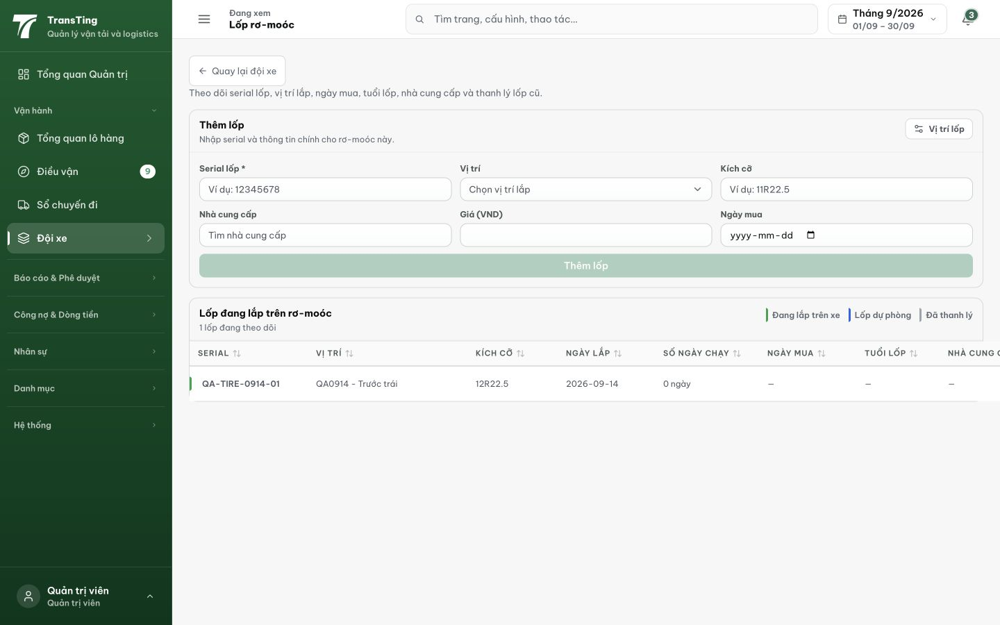 TransTing
Quản lý vận tải và logistics
Đang xem
Lốp rơ-moóc
Tìm trang, cấu hình, thao tác...
Tháng 9/2026
01/09 – 30/09
3
Tổng quan Quản trị
Vận hành
Tổng quan lô hàng
Điều vận
9
Sổ chuyến đi
Đội xe
Báo cáo & Phê duyệt
Công nợ & Dòng tiền
Nhân sự
Danh mục
Hệ thống
Quản trị viên
Quản trị viên
Quay lại đội xe
Theo dõi serial lốp, vị trí lắp, ngày mua, tuổi lốp, nhà cung cấp và thanh lý lốp cũ.
Thêm lốp
Nhập serial và thông tin chính cho rơ-moóc này.
Vị trí lốp
Serial lốp * Vị trí Kích cỡ
Ví dụ: 12345678 Chọn vị trí lắp Ví dụ: 11R22.5
Nhà cung cấp Giá (VND) Ngày mua
Tìm nhà cung cấp yyyy-mm-dd
Thêm lốp
Lốp đang lắp trên rơ-moóc
1 lốp đang theo dõi
Đang lắp trên xe Lốp dự phòng Đã thanh lý
SERIAL VỊ TRÍ KÍCH CỠ NGÀY LẮP SỐ NGÀY CHẠY NGÀY MUA TUỔI LỐP NHÀ CUNG
QA-TIRE-0914-01 QA0914 - Trước trái 12R22.5 2026-09-14 0 ngày — — —